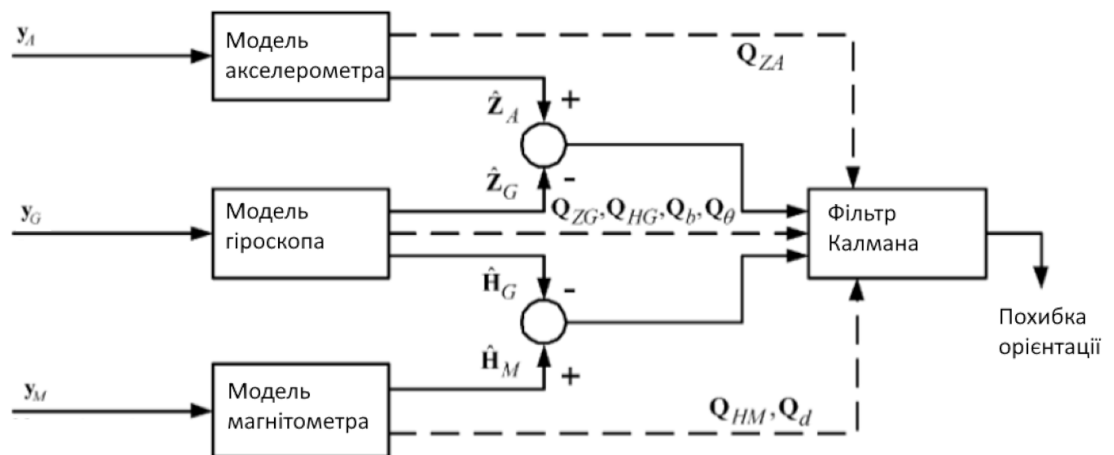 y_A
Модель
акселерометра
Q_ZA
Ẑ_A
+
Ẑ_G
-
y_G
Модель
гіроскопа
Q_ZG, Q_HG, Q_b, Q_θ
Фільтр
Калмана
Ĥ_G
-
Ĥ_M
+
Похибка
орієнтації
y_M
Модель
магнітометра
Q_HM, Q_d